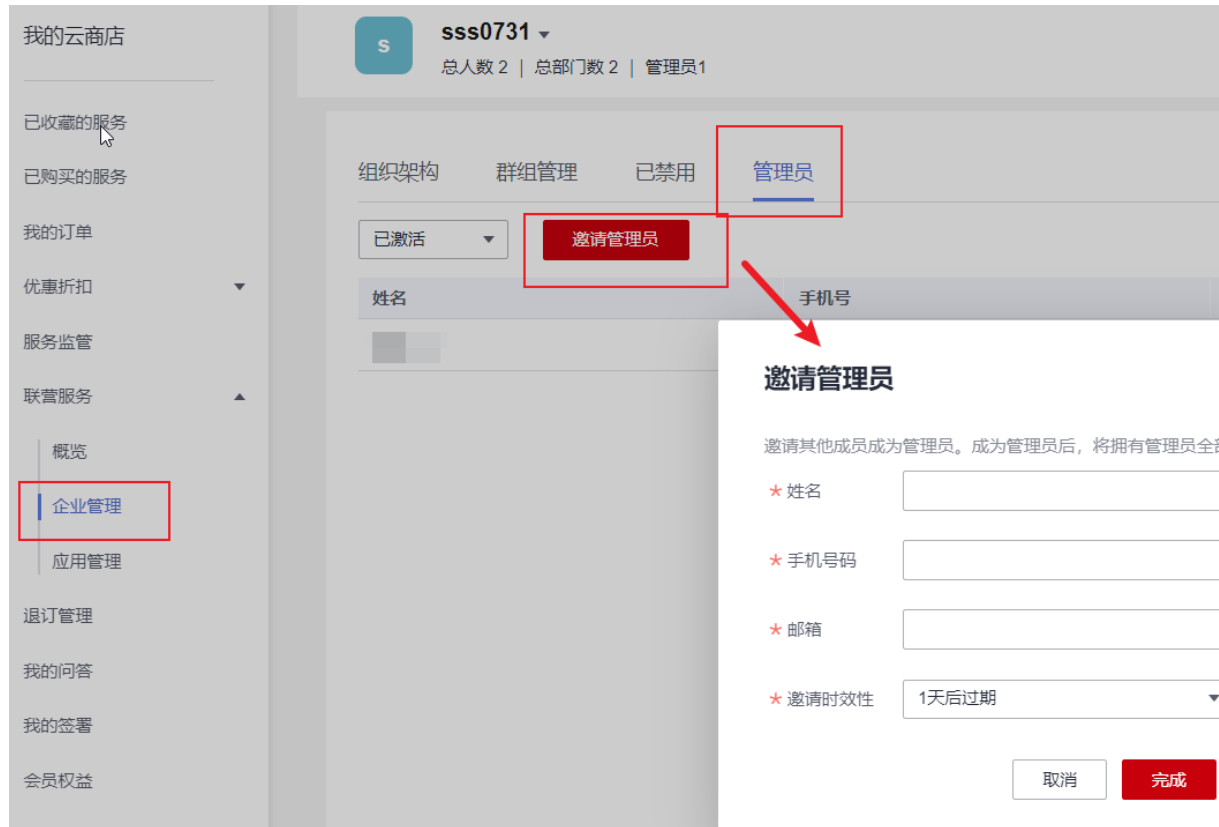 我的云商店
已收藏的服务
已购买的服务
我的订单
优惠折扣
服务监管
联营服务
概览
企业管理
应用管理
退订管理
我的问答
我的签署
会员权益
s
sss0731
总人数 2 | 总部门数 2 | 管理员1
组织架构 群组管理 已禁用 管理员
已激活 邀请管理员
姓名 手机号
邀请管理员
邀请其他成员成为管理员。成为管理员后，将拥有管理员全
* 姓名
* 手机号码
* 邮箱
* 邀请时效性 1天后过期
取消 完成